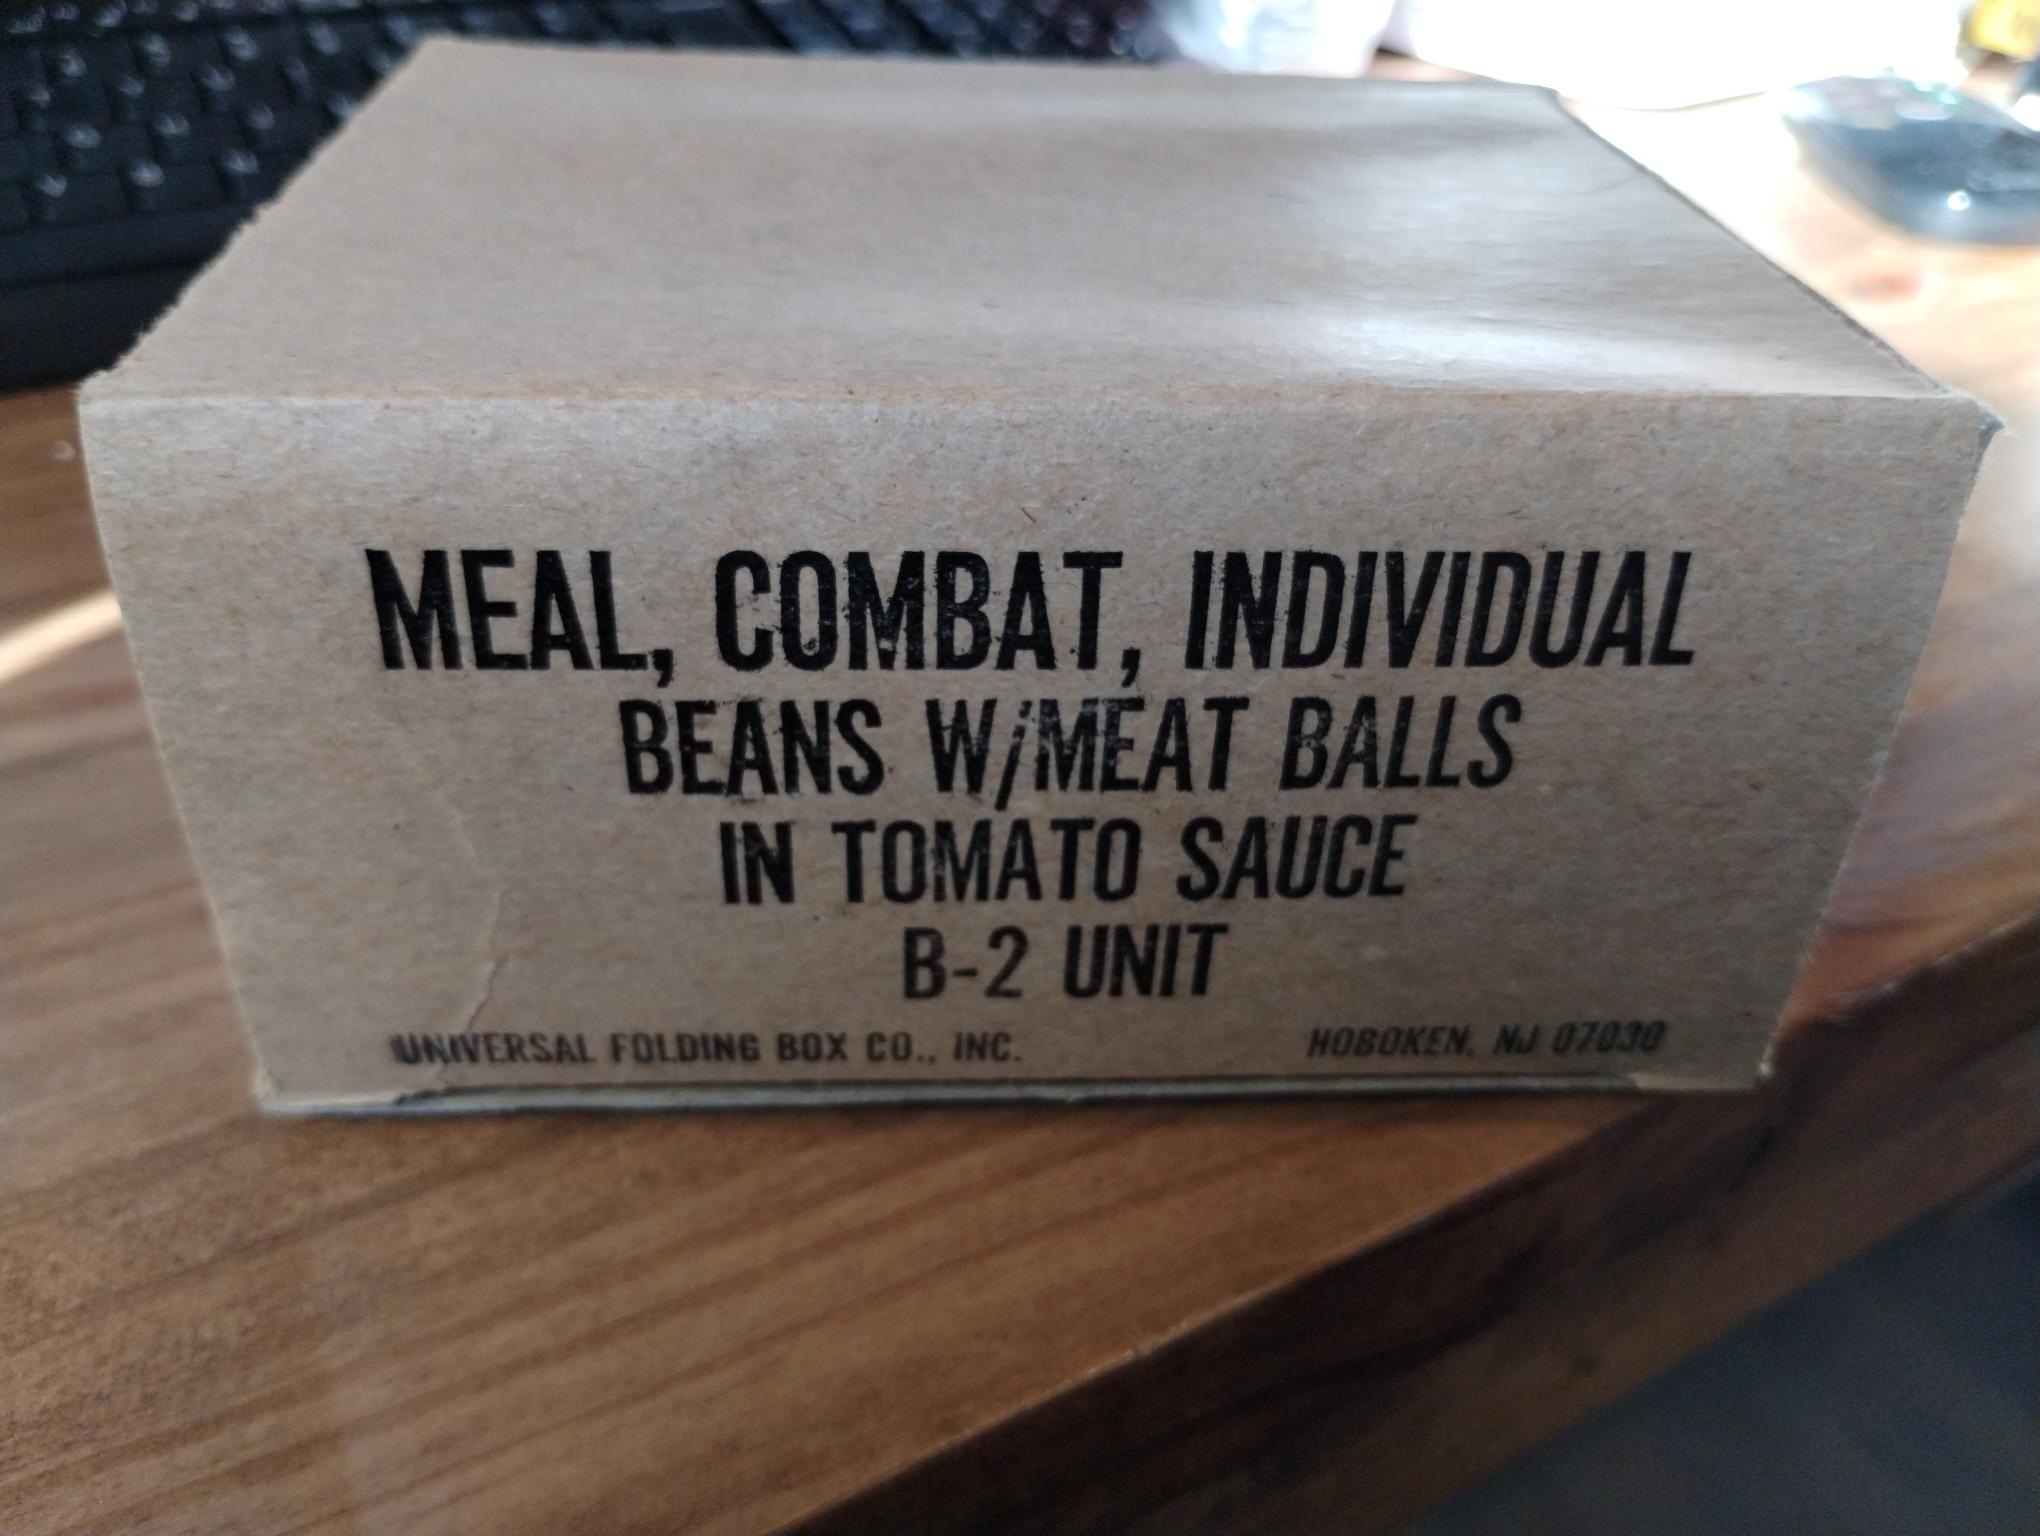 MEAL, COMBAT, INDIVIDUAL
BEANS W/MEAT BALLS
IN TOMATO SAUCE
B-2 UNIT
UNIVERSAL FOLDING BOX CO., INC. HOBOKEN, NJ 07030